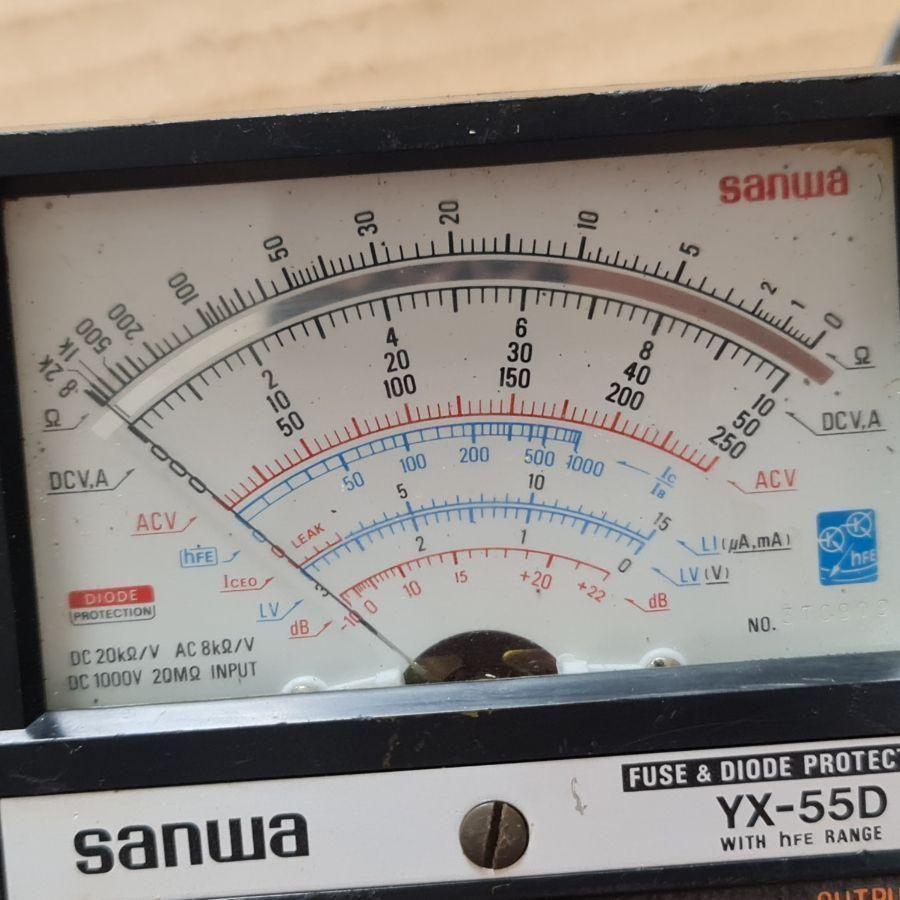 sanwa
∞ 2K 1K 500 200 100 50 30 20 10 5 2 1 0
Ω Ω
2 4 6 8 10
10 20 30 40 50
50 100 150 200 250
DCV,A DCV,A
ACV ACV
50 100 200 500 1000
hFE IC/IB
LEAK 5 10 15
ICEO LI (μA,mA)
2 1 0
LV LV (V)
-10 0 10 15 +20 +22
dB dB
hFE
DIODE
PROTECTION
NO.
DC 20kΩ/V AC 8kΩ/V
DC 1000V 20MΩ INPUT
FUSE & DIODE PROTECT
sanwa
YX-55D
WITH hFE RANGE